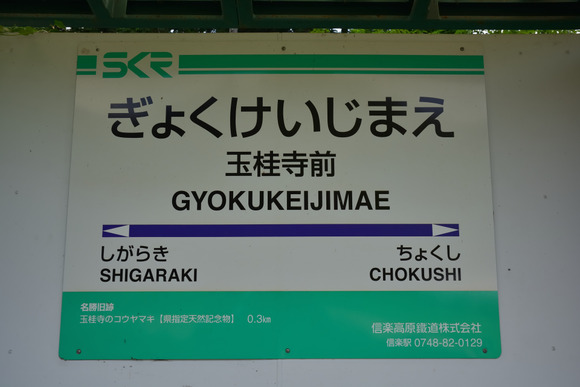 SKR
ぎょくけいじまえ
玉桂寺前
GYOKUKEIJIMAE
しがらき ちょくし
SHIGARAKI CHOKUSHI
名勝旧跡
玉桂寺のコウヤマキ【県指定天然記念物】 0.3㎞
信楽高原鐵道株式会社
信楽駅 0748-82-0129